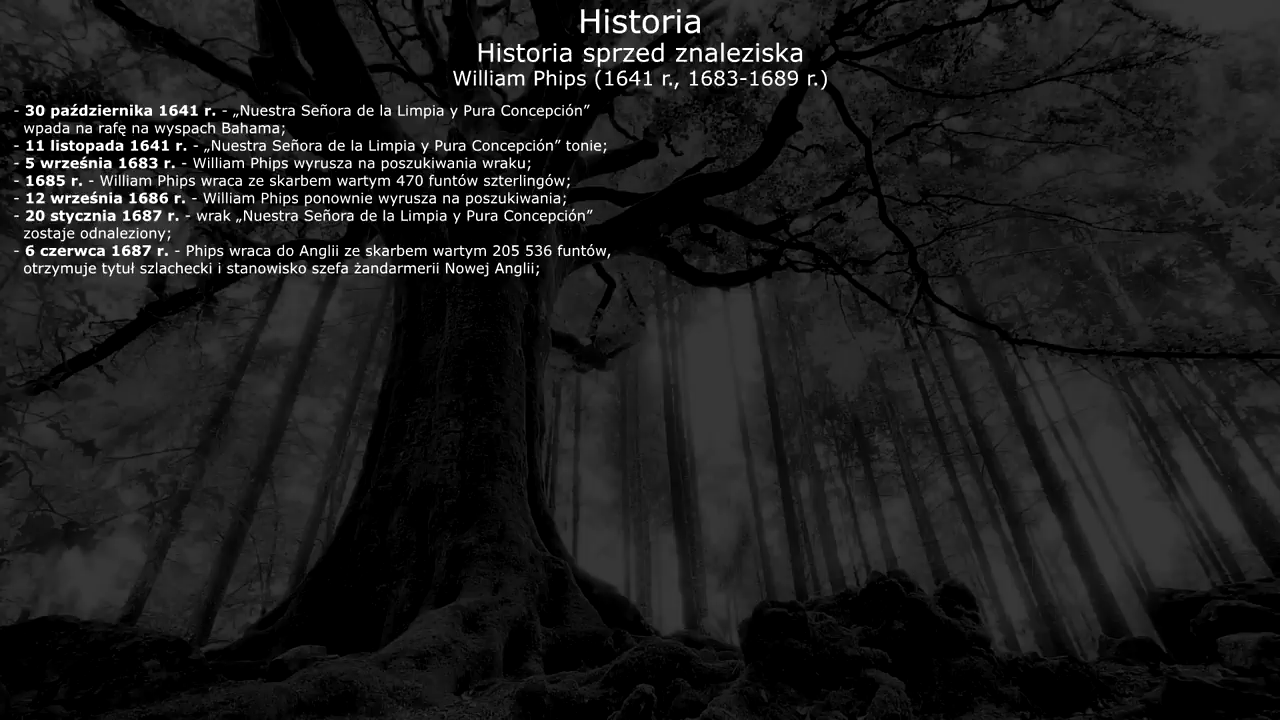 Historia
Historia sprzed znaleziska
William Phips (1641 r., 1683-1689 r.)
- 30 października 1641 r. - „Nuestra Señora de la Limpia y Pura Concepción”
wpada na rafę na wyspach Bahama;
- 11 listopada 1641 r. - „Nuestra Señora de la Limpia y Pura Concepción” tonie;
- 5 września 1683 r. - William Phips wyrusza na poszukiwania wraku;
- 1685 r. - William Phips wraca ze skarbem wartym 470 funtów szterlingów;
- 12 września 1686 r. - William Phips ponownie wyrusza na poszukiwania;
- 20 stycznia 1687 r. - wrak „Nuestra Señora de la Limpia y Pura Concepción”
zostaje odnaleziony;
- 6 czerwca 1687 r. - Phips wraca do Anglii ze skarbem wartym 205 536 funtów,
otrzymuje tytuł szlachecki i stanowisko szefa żandarmerii Nowej Anglii;